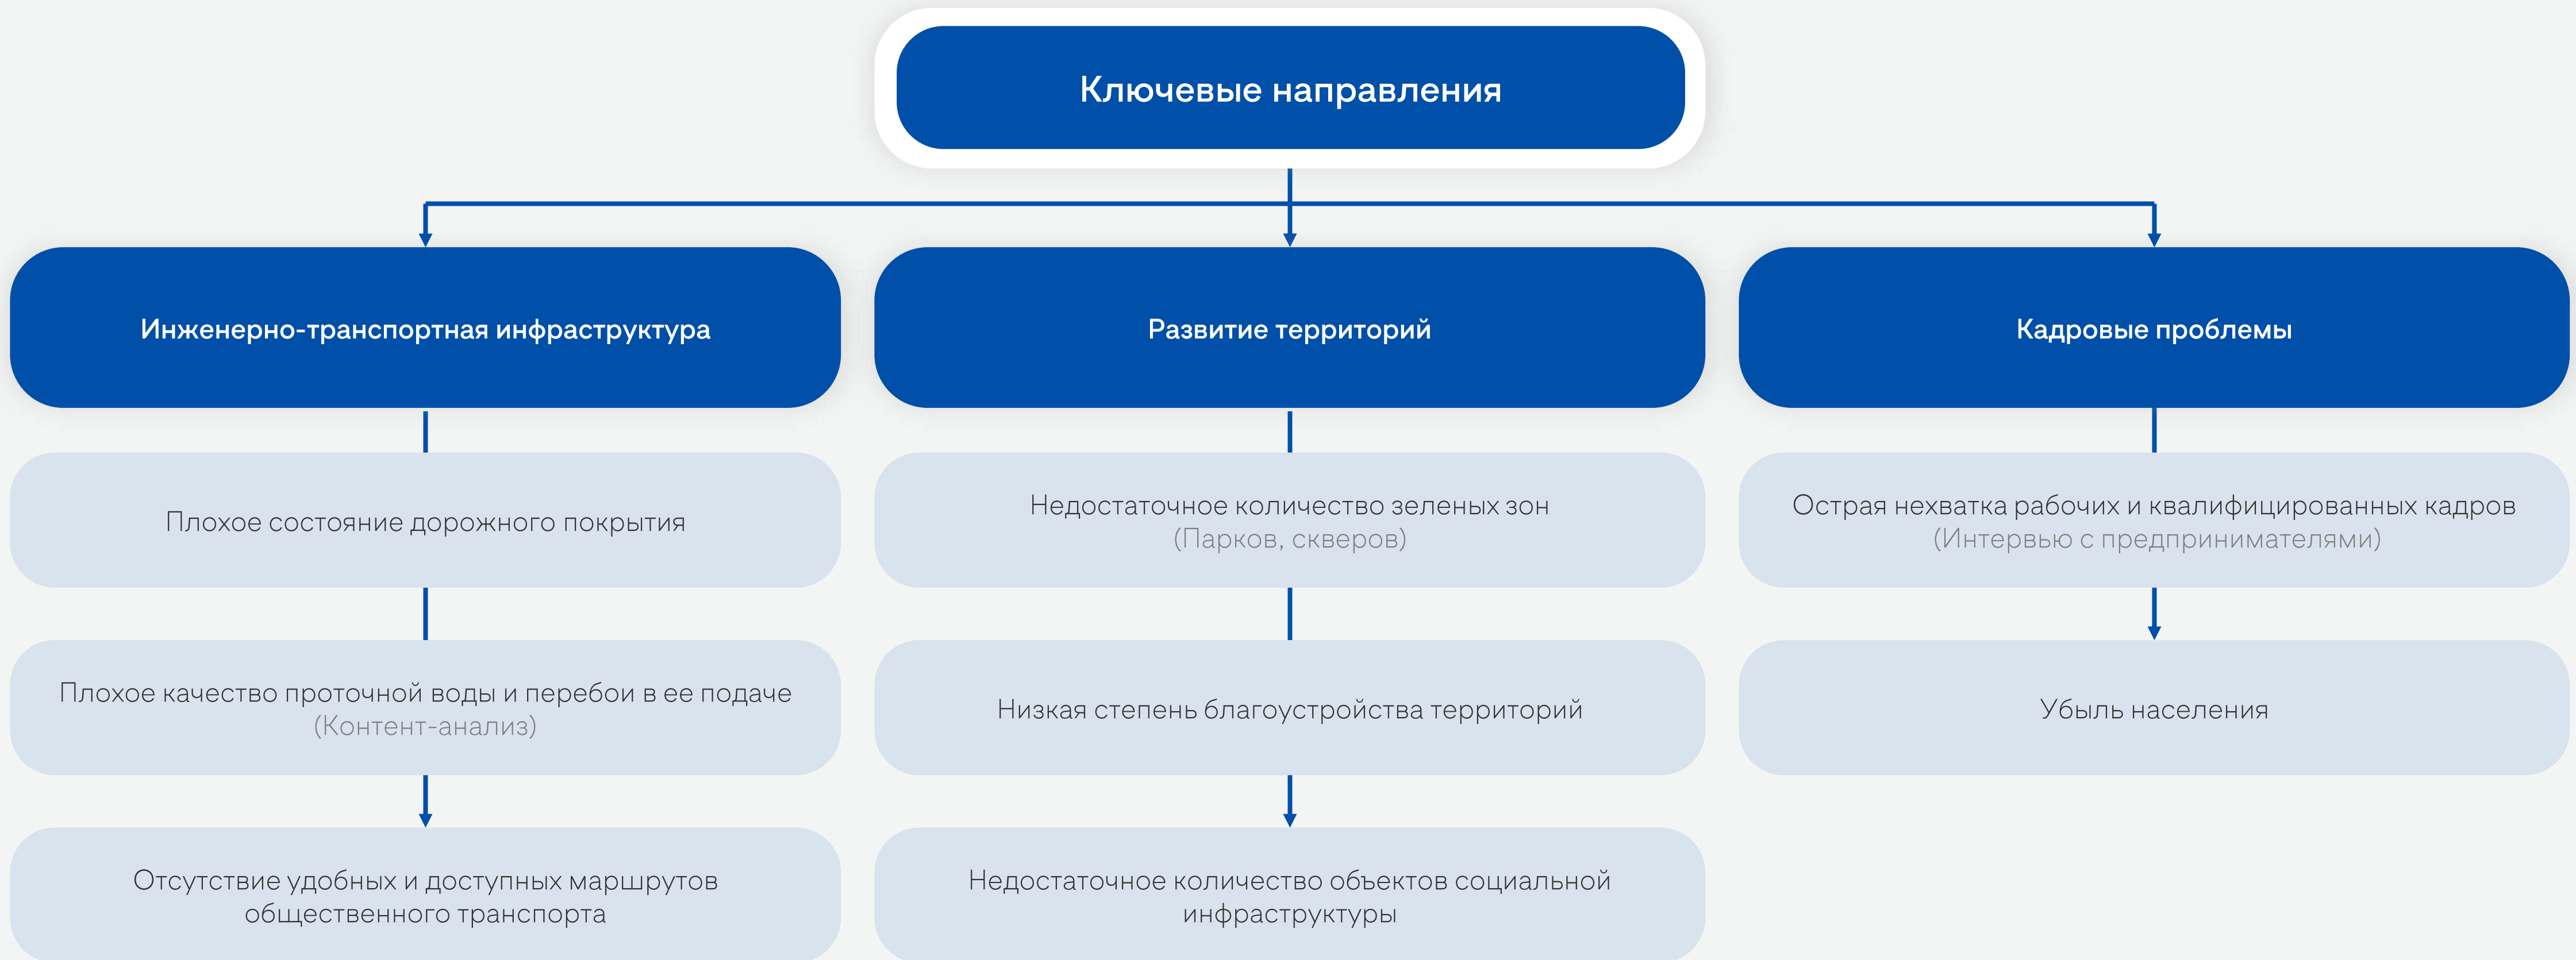 Ключевые направления
Инженерно-транспортная инфраструктура
Плохое состояние дорожного покрытия
Плохое качество проточной воды и перебои в ее подаче
(Контент-анализ)
Отсутствие удобных и доступных маршрутов
общественного транспорта
Развитие территорий
Недостаточное количество зеленых зон
(Парков, скверов)
Низкая степень благоустройства территорий
Недостаточное количество объектов социальной
инфраструктуры
Кадровые проблемы
Острая нехватка рабочих и квалифицированных кадров
(Интервью с предпринимателями)
Убыль населения